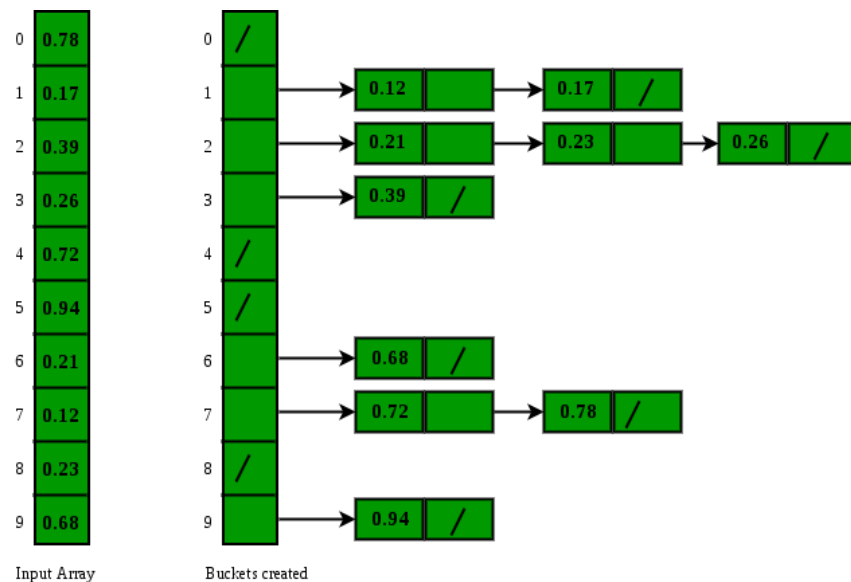 0 0.78 0 /
1 0.17 1 0.12 0.17 /
2 0.39 2 0.21 0.23 0.26 /
3 0.26 3 0.39 /
4 0.72 4 /
5 0.94 5 /
6 0.21 6 0.68 /
7 0.12 7 0.72 0.78 /
8 0.23 8 /
9 0.68 9 0.94 /
Input Array Buckets created